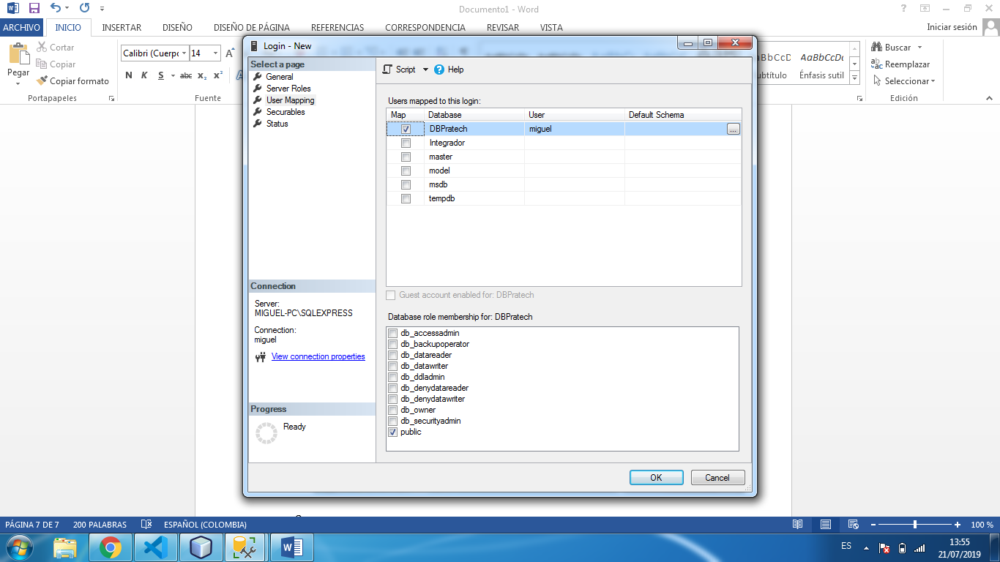 Documento1 - Word
ARCHIVO INICIO INSERTAR DISEÑO DISEÑO DE PÁGINA REFERENCIAS CORRESPONDENCIA REVISAR VISTA Iniciar sesión
Pegar
Cortar
Copiar
Copiar formato
Portapapeles
Calibri (Cuerpo 14 A
N K S abc x₂ x² A
Fuente
AaBbCcDc
Énfasis sutil
Buscar
Reemplazar
Seleccionar
Edición
Login - New
Select a page
General
Server Roles
User Mapping
Securables
Status
Connection
Server:
MIGUEL-PC\SQLEXPRESS
Connection:
miguel
View connection properties
Progress
Ready
Script Help
Users mapped to this login:
Map Database User Default Schema
DBPratech miguel ...
Integrador
master
model
msdb
tempdb
Guest account enabled for: DBPratech
Database role membership for: DBPratech
db_accessadmin
db_backupoperator
db_datareader
db_datawriter
db_ddladmin
db_denydatareader
db_denydatawriter
db_owner
db_securityadmin
public
OK Cancel
PÁGINA 7 DE 7 200 PALABRAS ESPAÑOL (COLOMBIA) 100 %
ES 13:55
21/07/2019